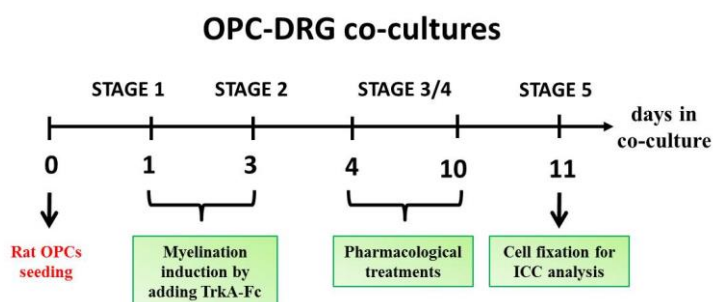 OPC-DRG co-cultures
STAGE 1 STAGE 2 STAGE 3/4 STAGE 5
days in
co-culture
0 1 3 4 10 11
Rat OPCs
seeding
Myelination
induction by
adding TrkA-Fc
Pharmacological
treatments
Cell fixation for
ICC analysis